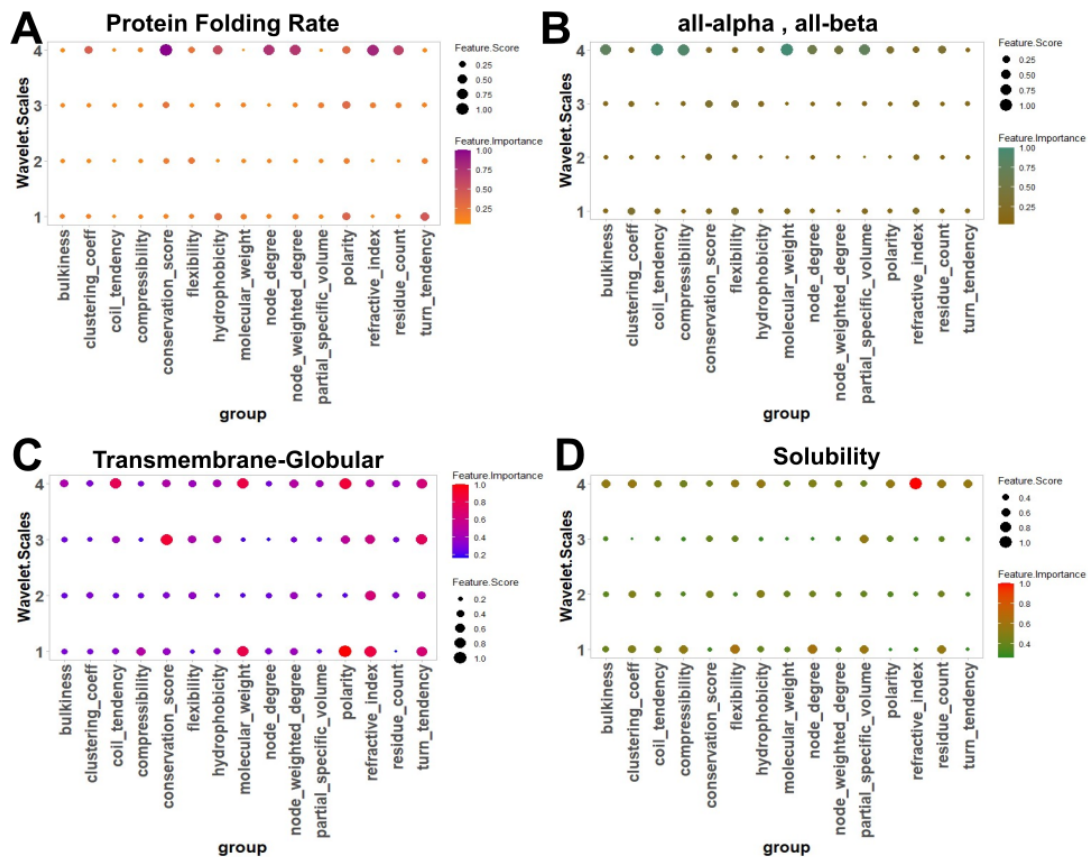 A Protein Folding Rate
Wavelet.Scales
4
3
2
1
bulkiness
clustering_coeff
coil_tendency
compressibility
conservation_score
flexibility
hydrophobicity
molecular_weight
node_degree
node_weighted_degree
partial_specific_volume
polarity
refractive_index
residue_count
turn_tendency
group
Feature.Score
0.25
0.50
0.75
1.00
Feature.Importance
1.00
0.75
0.50
0.25
B all-alpha , all-beta
Wavelet.Scales
4
3
2
1
bulkiness
clustering_coeff
coil_tendency
compressibility
conservation_score
flexibility
hydrophobicity
molecular_weight
node_degree
node_weighted_degree
partial_specific_volume
polarity
refractive_index
residue_count
turn_tendency
group
Feature.Score
0.25
0.50
0.75
1.00
Feature.Importance
1.00
0.75
0.50
0.25
C Transmembrane-Globular
Wavelet.Scales
4
3
2
1
bulkiness
clustering_coeff
coil_tendency
compressibility
conservation_score
flexibility
hydrophobicity
molecular_weight
node_degree
node_weighted_degree
partial_specific_volume
polarity
refractive_index
residue_count
turn_tendency
group
Feature.Importance
1.0
0.8
0.6
0.4
0.2
Feature.Score
0.2
0.4
0.6
0.8
1.0
D Solubility
Wavelet.Scales
4
3
2
1
bulkiness
clustering_coeff
coil_tendency
compressibility
conservation_score
flexibility
hydrophobicity
molecular_weight
node_degree
node_weighted_degree
partial_specific_volume
polarity
refractive_index
residue_count
turn_tendency
group
Feature.Score
0.4
0.6
0.8
1.0
Feature.Importance
1.0
0.8
0.6
0.4